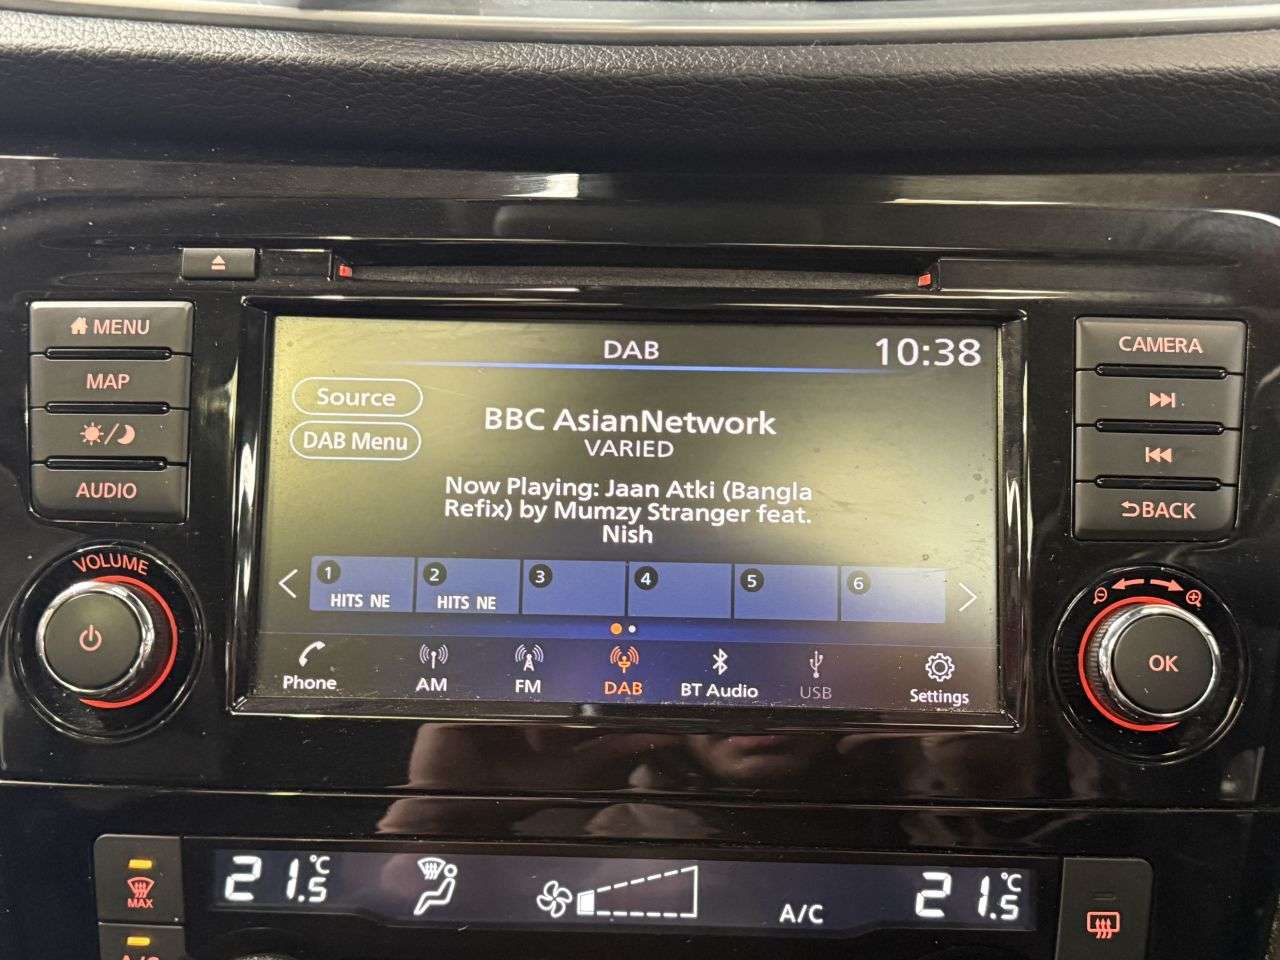 MENU
MAP
AUDIO
VOLUME
DAB
10:38
Source
DAB Menu
BBC AsianNetwork
VARIED
Now Playing: Jaan Atki (Bangla
Refix) by Mumzy Stranger feat.
Nish
1
HITS NE
2
HITS NE
3
4
5
6
Phone
AM
FM
DAB
BT Audio
USB
Settings
CAMERA
BACK
OK
MAX
A/C
21.5°C
A/C
21.5°C